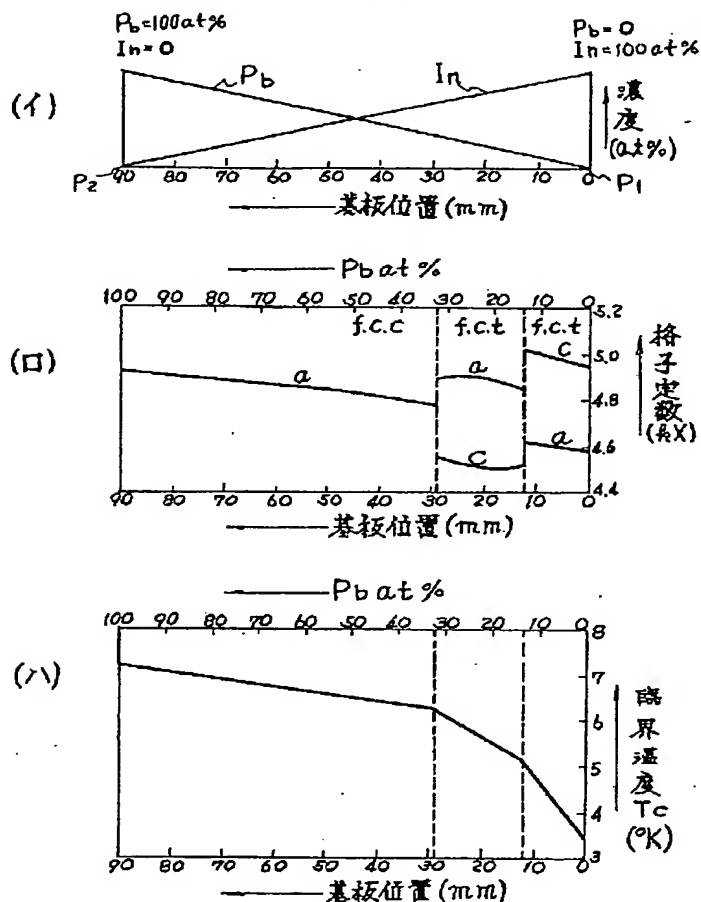 Pb=100at%
In=0
Pb=0
In=100at%
(イ)
Pb
In
濃度
(at%)
P2
P1
90 80 70 60 50 40 30 20 10 0
基板位置(mm)
Pb at %
100 90 80 70 60 50 40 30 20 10 0
(ロ)
f.c.c
f.c.t
f.c.t
a
a
c
c
a
5.2
5.0
4.8
4.6
4.4
格子定数
(kX)
90 80 70 60 50 40 30 20 10 0
基板位置(mm)
Pb at %
100 90 80 70 60 50 40 30 20 10 0
(ハ)
8
7
6
5
4
3
臨界温度
Tc
(°K)
90 80 70 60 50 40 30 20 10 0
基板位置(mm)